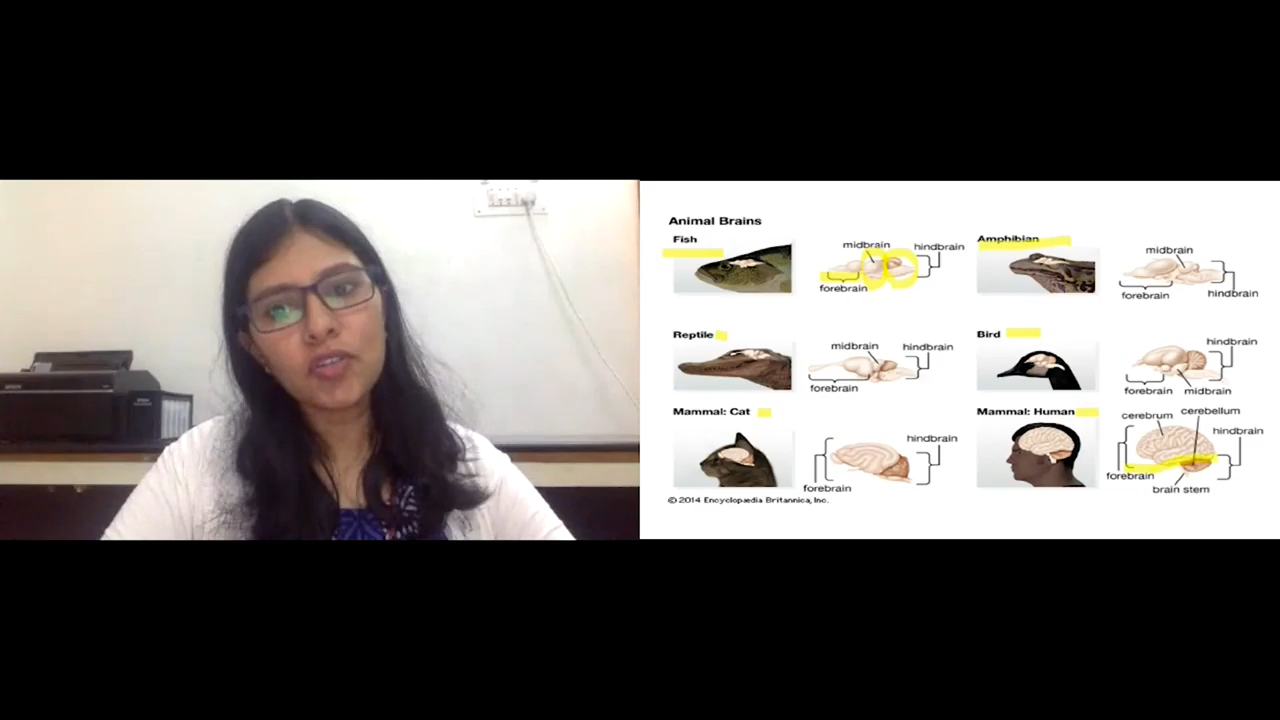 Animal Brains
Fish
midbrain
hindbrain
forebrain
Amphibian
midbrain
forebrain
hindbrain
Reptile
midbrain
hindbrain
forebrain
Bird
hindbrain
forebrain
midbrain
Mammal: Cat
hindbrain
forebrain
Mammal: Human
cerebrum
cerebellum
hindbrain
forebrain
brain stem
© 2014 Encyclopædia Britannica, Inc.
EPSON